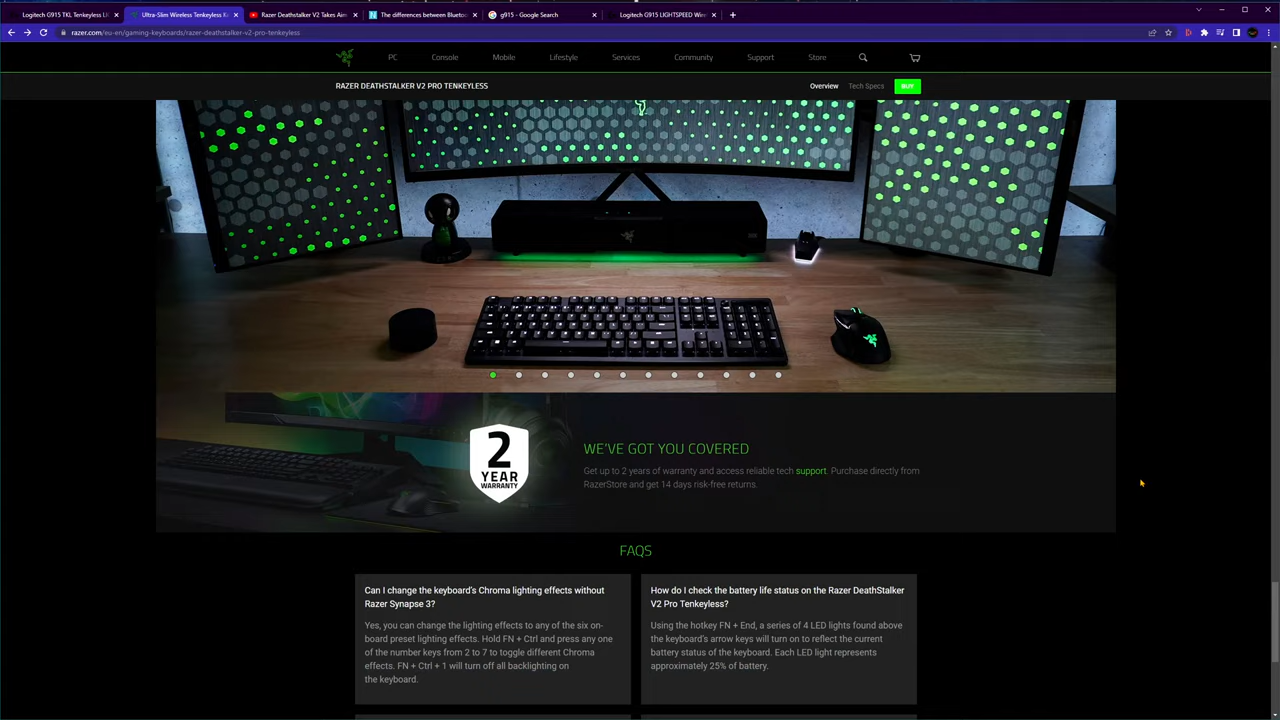 Logitech G915 TKL Tenkeyless Li
Ultra-Slim Wireless Tenkeyless K
Razer Deathstalker V2 Takes Aim
The differences between Bluetoo
g915 - Google Search
Logitech G915 LIGHTSPEED Wire
razer.com/eu-en/gaming-keyboards/razer-deathstalker-v2-pro-tenkeyless
PC Console Mobile Lifestyle Services Community Support Store
RAZER DEATHSTALKER V2 PRO TENKEYLESS
Overview Tech Specs BUY
2
YEAR
WARRANTY
WE'VE GOT YOU COVERED
Get up to 2 years of warranty and access reliable tech support. Purchase directly from
RazerStore and get 14 days risk-free returns.
FAQS
Can I change the keyboard's Chroma lighting effects without
Razer Synapse 3?
Yes, you can change the lighting effects to any of the six on-
board preset lighting effects. Hold FN + Ctrl and press any one
of the number keys from 2 to 7 to toggle different Chroma
effects. FN + Ctrl + 1 will turn off all backlighting on
the keyboard.
How do I check the battery life status on the Razer DeathStalker
V2 Pro Tenkeyless?
Using the hotkey FN + End, a series of 4 LED lights found above
the keyboard's arrow keys will turn on to reflect the current
battery status of the keyboard. Each LED light represents
approximately 25% of battery.